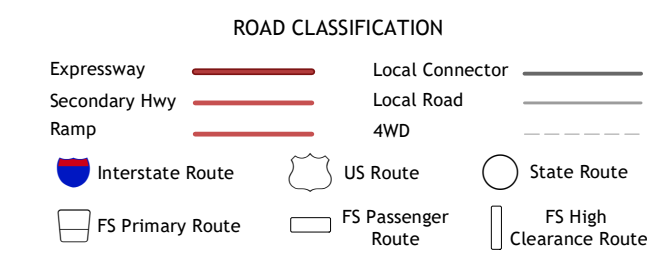 ROAD CLASSIFICATION
Expressway
Local Connector
Secondary Hwy
Local Road
Ramp
4WD
Interstate Route
US Route
State Route
FS Primary Route
FS Passenger
Route
FS High
Clearance Route